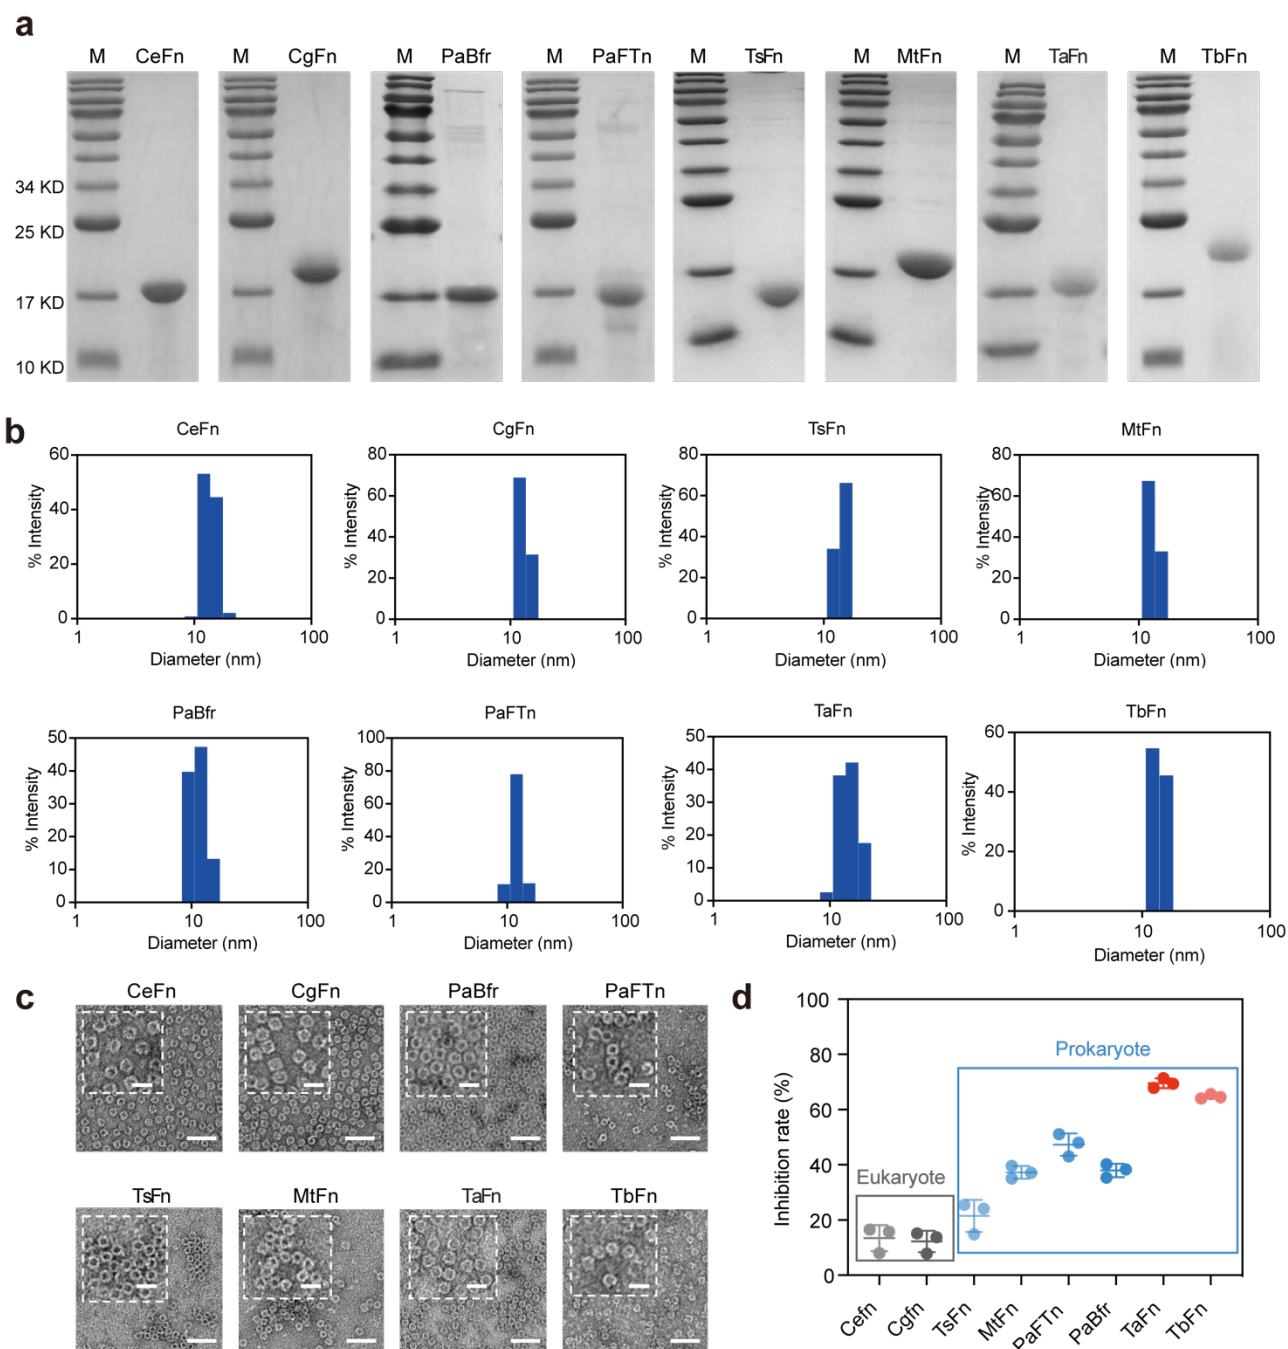 a
M CeFn M CgFn M PaBfr M PaFTn M TsFn M MtFn M TaFn M TbFn
34 KD
25 KD
17 KD
10 KD
b
CeFn
60
40
20
0
% Intensity
1 10 100
Diameter (nm)
CgFn
80
60
40
20
0
% Intensity
1 10 100
Diameter (nm)
TsFn
80
60
40
20
0
% Intensity
1 10 100
Diameter (nm)
MtFn
80
60
40
20
0
% Intensity
1 10 100
Diameter (nm)
PaBfr
50
40
30
20
10
0
% Intensity
1 10 100
Diameter (nm)
PaFTn
100
80
60
40
20
0
% Intensity
1 10 100
Diameter (nm)
TaFn
50
40
30
20
10
0
% Intensity
1 10 100
Diameter (nm)
TbFn
60
40
20
0
% Intensity
1 10 100
Diameter (nm)
c
CeFn CgFn PaBfr PaFTn
TsFn MtFn TaFn TbFn
d
100
80
60
40
20
0
Inhibition rate (%)
Prokaryote
Eukaryote
Cefn Cgfn TsFn MtFn PaFTn PaBfr TaFn TbFn